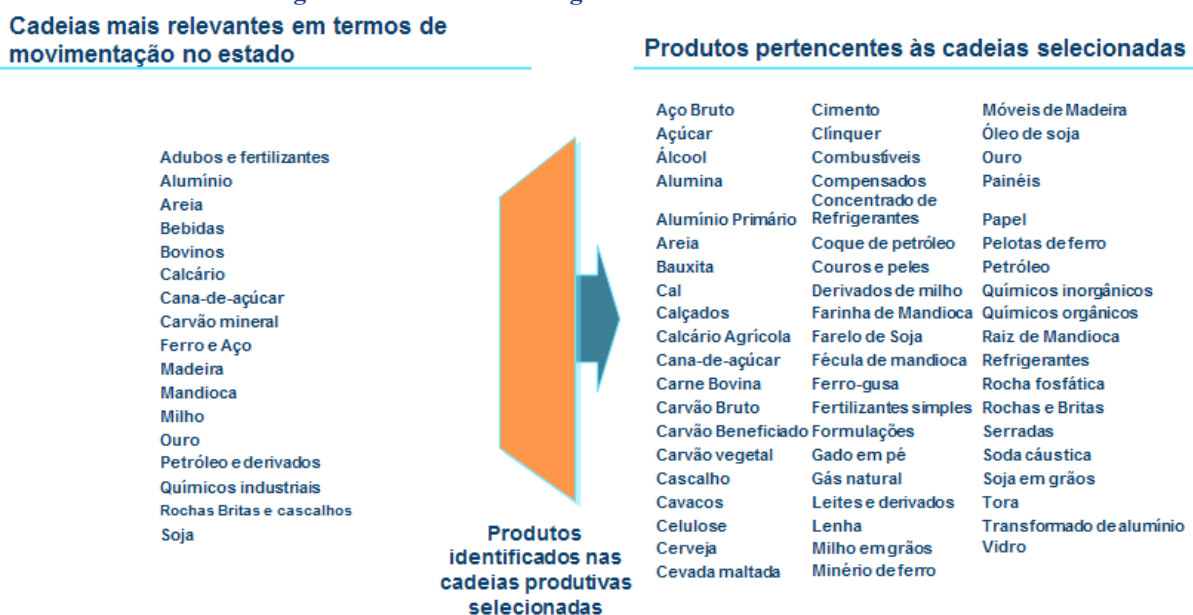 Cadeias mais relevantes em termos de
movimentação no estado
Adubos e fertilizantes
Alumínio
Areia
Bebidas
Bovinos
Calcário
Cana-de-açúcar
Carvão mineral
Ferro e Aço
Madeira
Mandioca
Milho
Ouro
Petróleo e derivados
Químicos industriais
Rochas Britas e cascalhos
Soja
Produtos
identificados nas
cadeias produtivas
selecionadas
Produtos pertencentes às cadeias selecionadas
Aço Bruto
Açúcar
Álcool
Alumina
Alumínio Primário
Areia
Bauxita
Cal
Calçados
Calcário Agrícola
Cana-de-açúcar
Carne Bovina
Carvão Bruto
Carvão Beneficiado
Carvão vegetal
Cascalho
Cavacos
Celulose
Cerveja
Cevada maltada
Cimento
Clínquer
Combustíveis
Compensados
Concentrado de
Refrigerantes
Coque de petróleo
Couros e peles
Derivados de milho
Farinha de Mandioca
Farelo de Soja
Fécula de mandioca
Ferro-gusa
Fertilizantes simples
Formulações
Gado em pé
Gás natural
Leites e derivados
Lenha
Milho em grãos
Minério de ferro
Móveis de Madeira
Óleo de soja
Ouro
Painéis
Papel
Pelotas de ferro
Petróleo
Químicos inorgânicos
Químicos orgânicos
Raiz de Mandioca
Refrigerantes
Rocha fosfática
Rochas e Britas
Serradas
Soda cáustica
Soja em grãos
Tora
Transformado de alumínio
Vidro